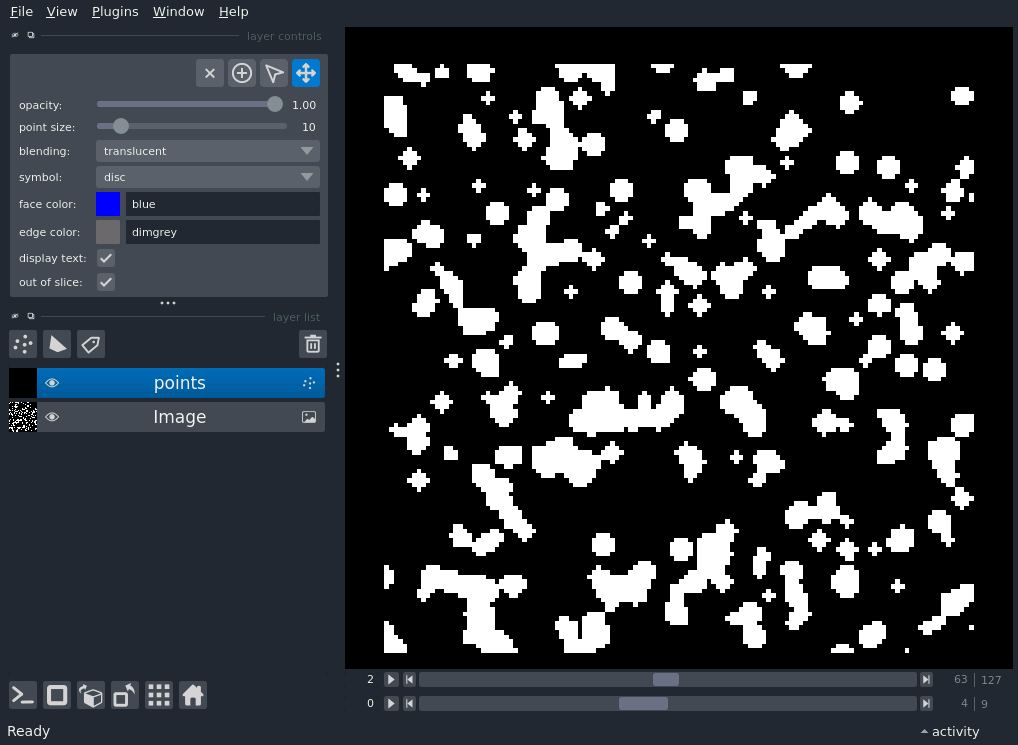 File View Plugins Window Help
layer controls
opacity: 1.00
point size: 10
blending: translucent
symbol: disc
face color: blue
edge color: dimgrey
display text:
out of slice:
layer list
points
Image
2 63 127
0 4 9
Ready activity